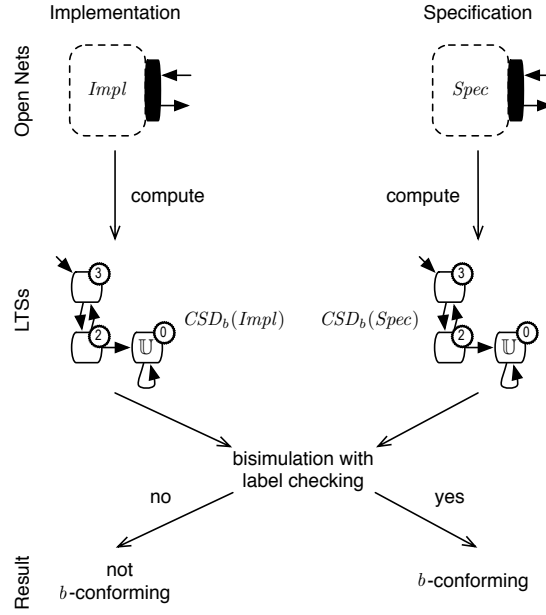 Implementation
Specification
Open Nets
Impl
Spec
compute
compute
LTSs
3
2
𝕌
0
CSD_b(Impl)
CSD_b(Spec)
3
2
𝕌
0
bisimulation with
label checking
no
yes
Result
not
b-conforming
b-conforming